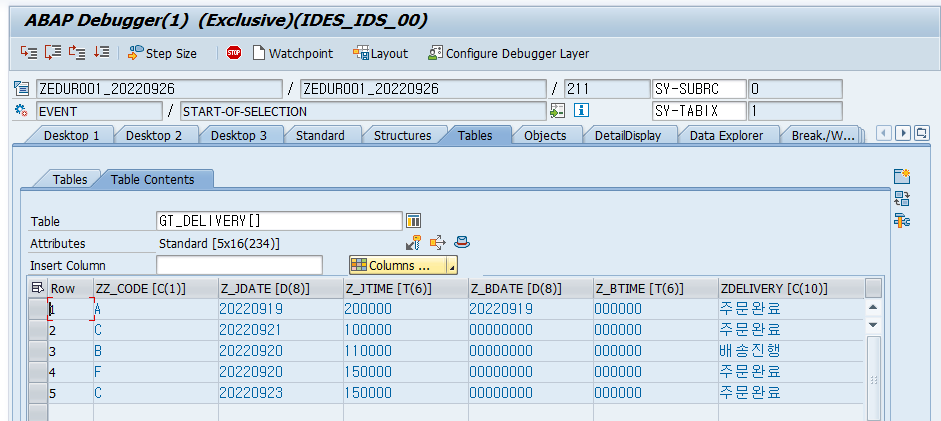 ABAP Debugger(1) (Exclusive)(IDES_IDS_00)
Step Size STOP Watchpoint Layout Configure Debugger Layer
ZEDUR001_20220926 / ZEDUR001_20220926 / 211 SY-SUBRC 0
EVENT / START-OF-SELECTION SY-TABIX 1
Desktop 1 Desktop 2 Desktop 3 Standard Structures Tables Objects DetailDisplay Data Explorer Break./W...
Tables Table Contents
Table GT_DELIVERY[]
Attributes Standard [5x16(234)]
Insert Column Columns ...
Row ZZ_CODE [C(1)] Z_JDATE [D(8)] Z_JTIME [T(6)] Z_BDATE [D(8)] Z_BTIME [T(6)] ZDELIVERY [C(10)]
1 A 20220919 200000 20220919 000000 주문완료
2 C 20220921 100000 00000000 000000 주문완료
3 B 20220920 110000 00000000 000000 배송진행
4 F 20220920 150000 00000000 000000 주문완료
5 C 20220923 150000 00000000 000000 주문완료